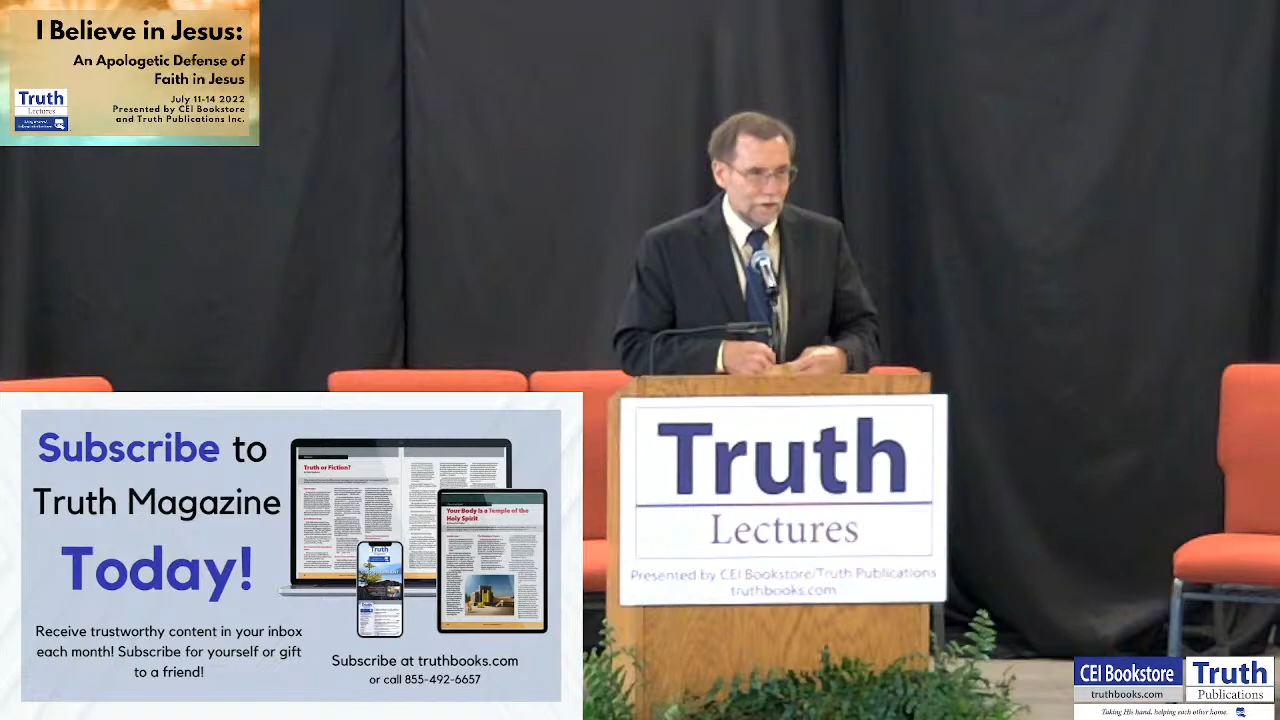 I Believe in Jesus:
An Apologetic Defense of
Faith in Jesus
Truth
Lectures
July 11-14 2022
Presented by CEI Bookstore
and Truth Publications Inc.
Subscribe to
Truth Magazine
Today!
Receive trustworthy content in your inbox
each month! Subscribe for yourself or gift
to a friend!
Truth or Fiction?
Your Body Is a Temple of the
Holy Spirit
Truth
Subscribe at truthbooks.com
or call 855-492-6657
Truth
Lectures
Presented by CEI Bookstore/Truth Publications
truthbooks.com
CEI Bookstore
truthbooks.com
Truth
Publications
Taking His hand, helping each other home.